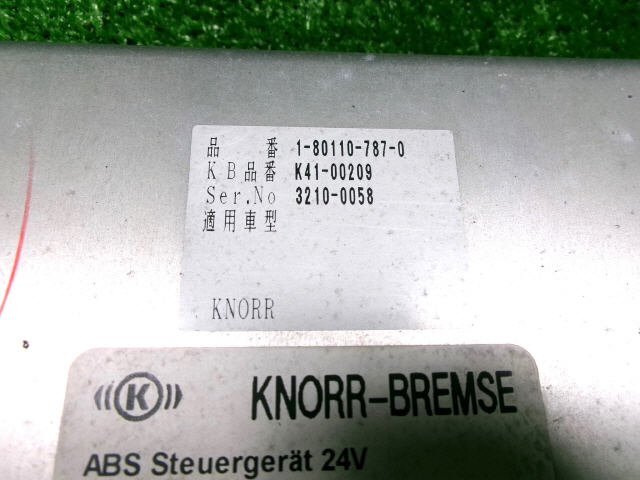 品 番 1-80110-787-0
KB品番 K41-00209
Ser.No 3210-0058
適用車型
KNORR
((K)) KNORR-BREMSE
ABS Steuergerät 24V